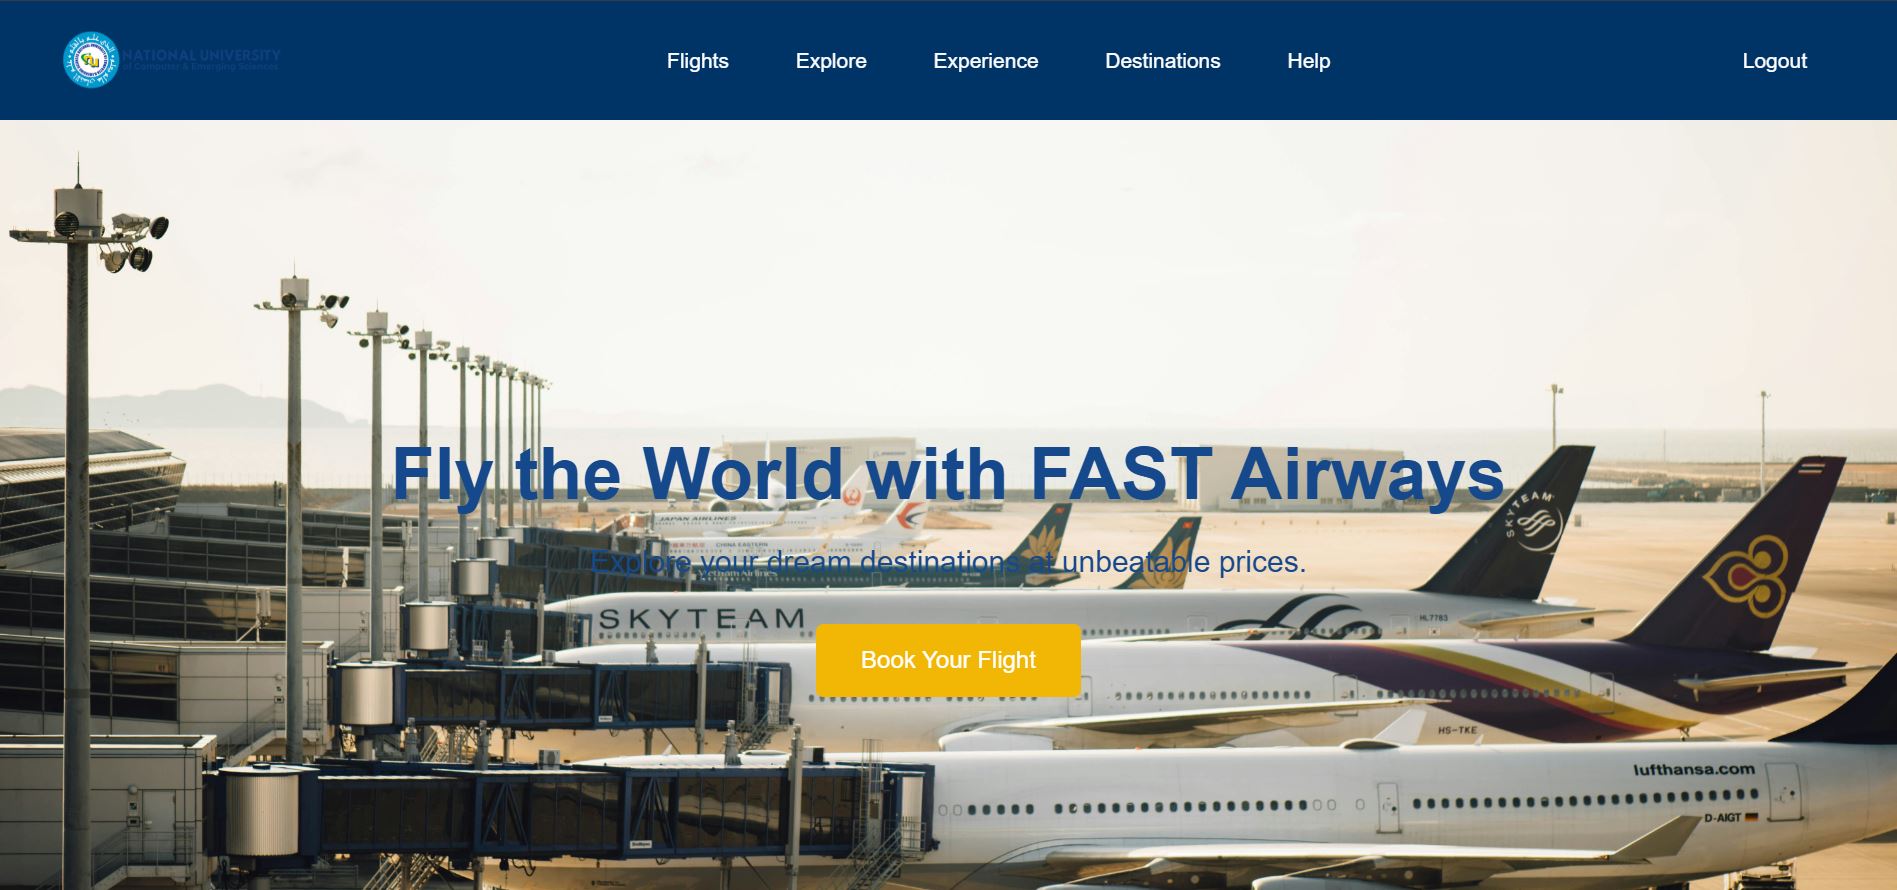 NATIONAL UNIVERSITY
of Computer & Emerging Sciences
Flights
Explore
Experience
Destinations
Help
Logout
Fly the World with FAST Airways
JAPAN AIRLINES
CHINA EASTERN
SKYTEAM
Explore your dream destinations at unbeatable prices.
SKYTEAM
HL7783
Book Your Flight
HS-TKE
lufthansa.com
D-AIGT